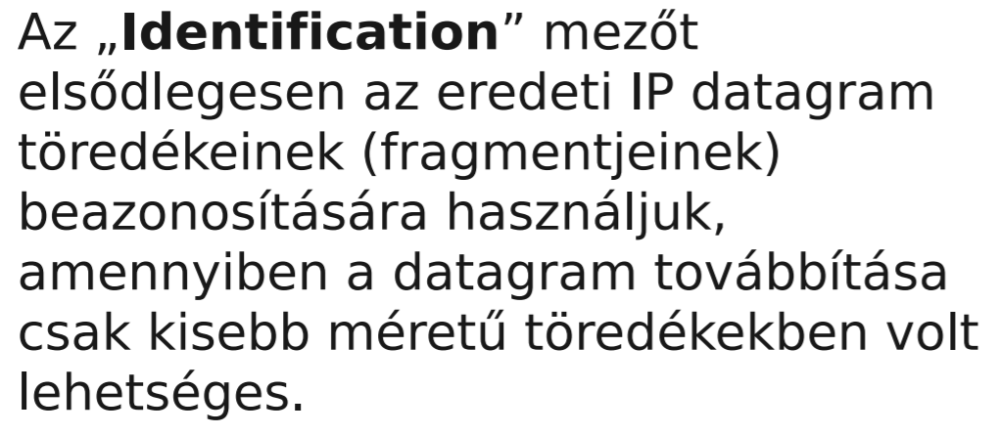 Az „Identification” mezőt
elsődlegesen az eredeti IP datagram
töredékeinek (fragmentjeinek)
beazonosítására használjuk,
amennyiben a datagram továbbítása
csak kisebb méretű töredékekben volt
lehetséges.